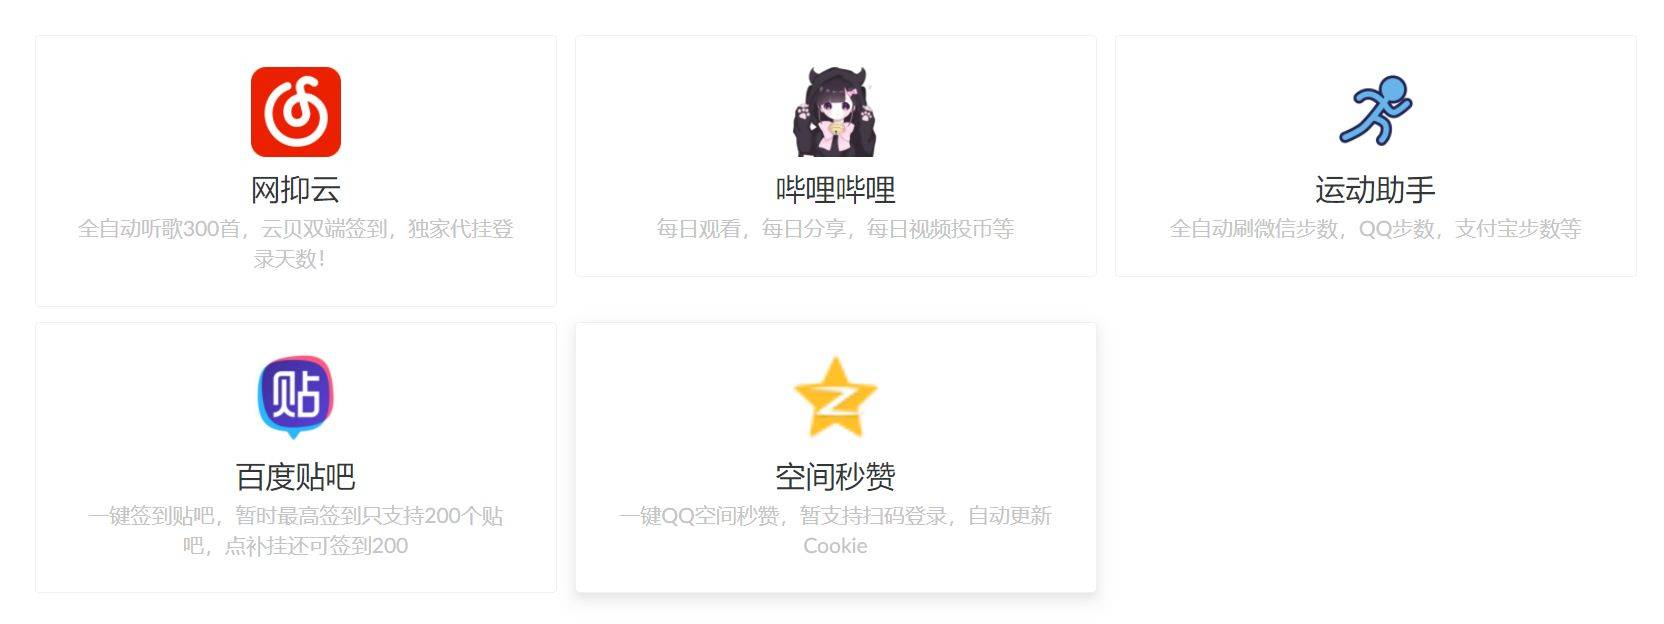 网抑云
全自动听歌300首，云贝双端签到，独家代挂登
录天数！
哔哩哔哩
每日观看，每日分享，每日视频投币等
运动助手
全自动刷微信步数，QQ步数，支付宝步数等
贴
百度贴吧
一键签到贴吧，暂时最高签到只支持200个贴
吧，点补挂还可签到200
空间秒赞
一键QQ空间秒赞，暂支持扫码登录，自动更新
Cookie